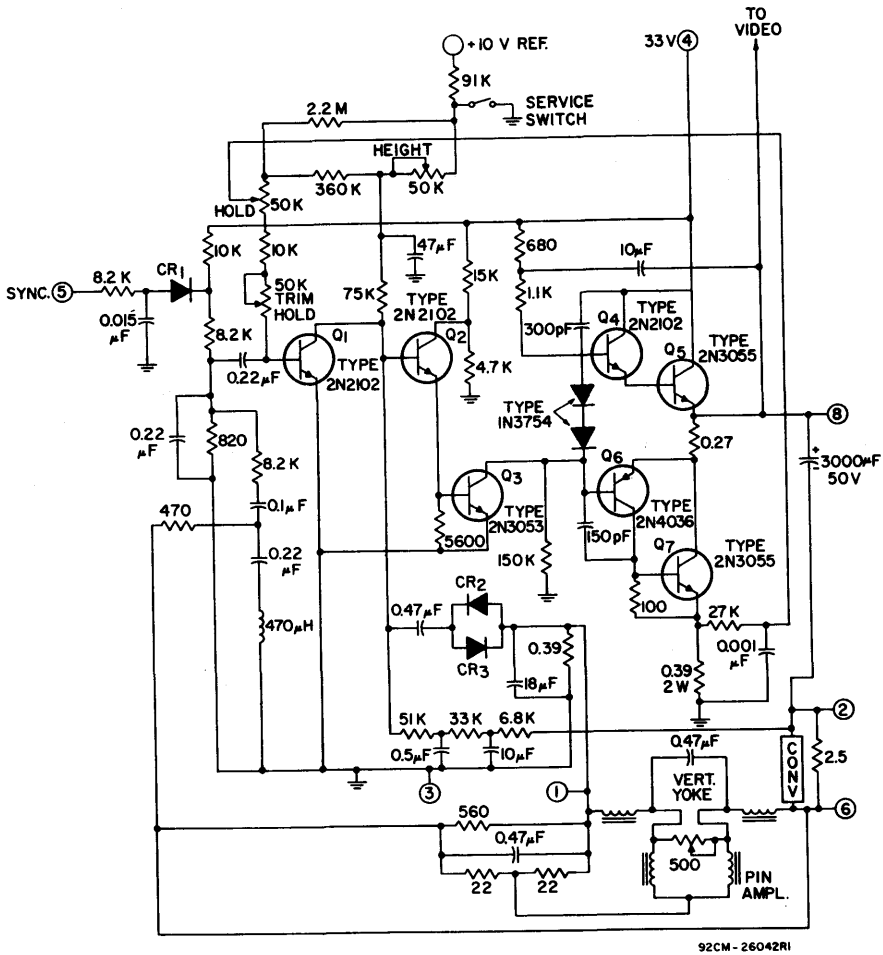 TO
VIDEO
+10 V REF.
33V ④
91K
SERVICE
SWITCH
2.2 M
HEIGHT
360K
50K
HOLD
50K
10K
10K
47µF
680
10µF
15K
SYNC. ⑤
8.2 K
CR1
50K
TRIM
HOLD
75K
TYPE
2N2102
1.1K
0.015
µF
8.2K
Q1
Q2
300pF
Q4
TYPE
2N2102
Q5
TYPE
2N3055
0.22µF
TYPE
2N2102
4.7K
TYPE
1N3754
⑧
0.22
µF
820
8.2K
Q3
Q6
0.27
+
-
3000µF
50V
470
0.1µF
TYPE
2N3053
TYPE
2N4036
5600
150K
150pF
Q7
TYPE
2N3055
0.22
µF
CR2
100
27K
470µH
0.47µF
CR3
0.39
18µF
0.39
2 W
0.001
µF
51K
33K
6.8K
②
0.5µF
10µF
0.47µF
CONV
2.5
③
①
VERT.
YOKE
⑥
560
0.47µF
500
22
22
PIN
AMPL.
92CM-26042R1